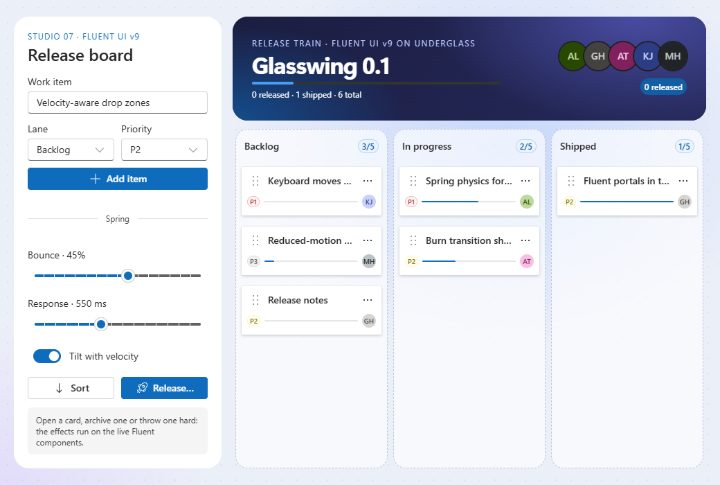 STUDIO 07 · FLUENT UI v9
Release board
Work item
Velocity-aware drop zones
Lane
Priority
Backlog
P2
Add item
Spring
Bounce · 45%
Response · 550 ms
Tilt with velocity
Sort
Release...
Open a card, archive one or throw one hard:
the effects run on the live Fluent
components.
RELEASE TRAIN · FLUENT UI v9 ON UNDERGLASS
Glasswing 0.1
0 released · 1 shipped · 6 total
AL
GH
AT
KJ
MH
0 released
Backlog
3/5
Keyboard moves ...
P1
KJ
Reduced-motion ...
P3
MH
Release notes
P2
GH
In progress
2/5
Spring physics for...
P1
AL
Burn transition sh...
P2
AT
Shipped
1/5
Fluent portals in t...
P2
GH